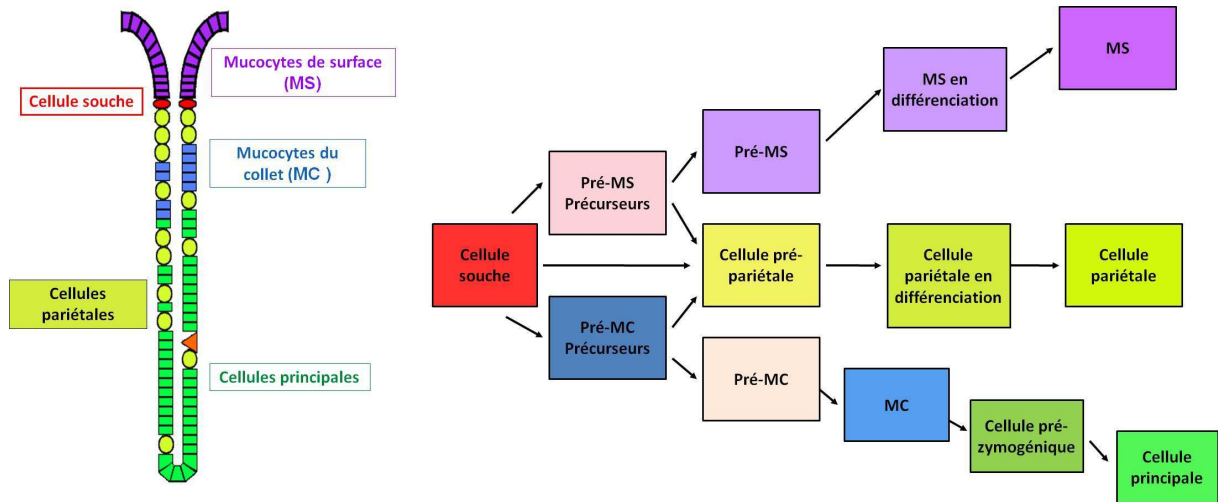 Mucocytes de surface
(MS)
Cellule souche
Mucocytes du
collet (MC )
Cellules
pariétales
Cellules principales
MS
MS en
différenciation
Pré-MS
Pré-MS
Précurseurs
Cellule
souche
Cellule pré-
pariétale
Cellule
pariétale en
différenciation
Cellule
pariétale
Pré-MC
Précurseurs
Pré-MC
MC
Cellule pré-
zymogénique
Cellule
principale